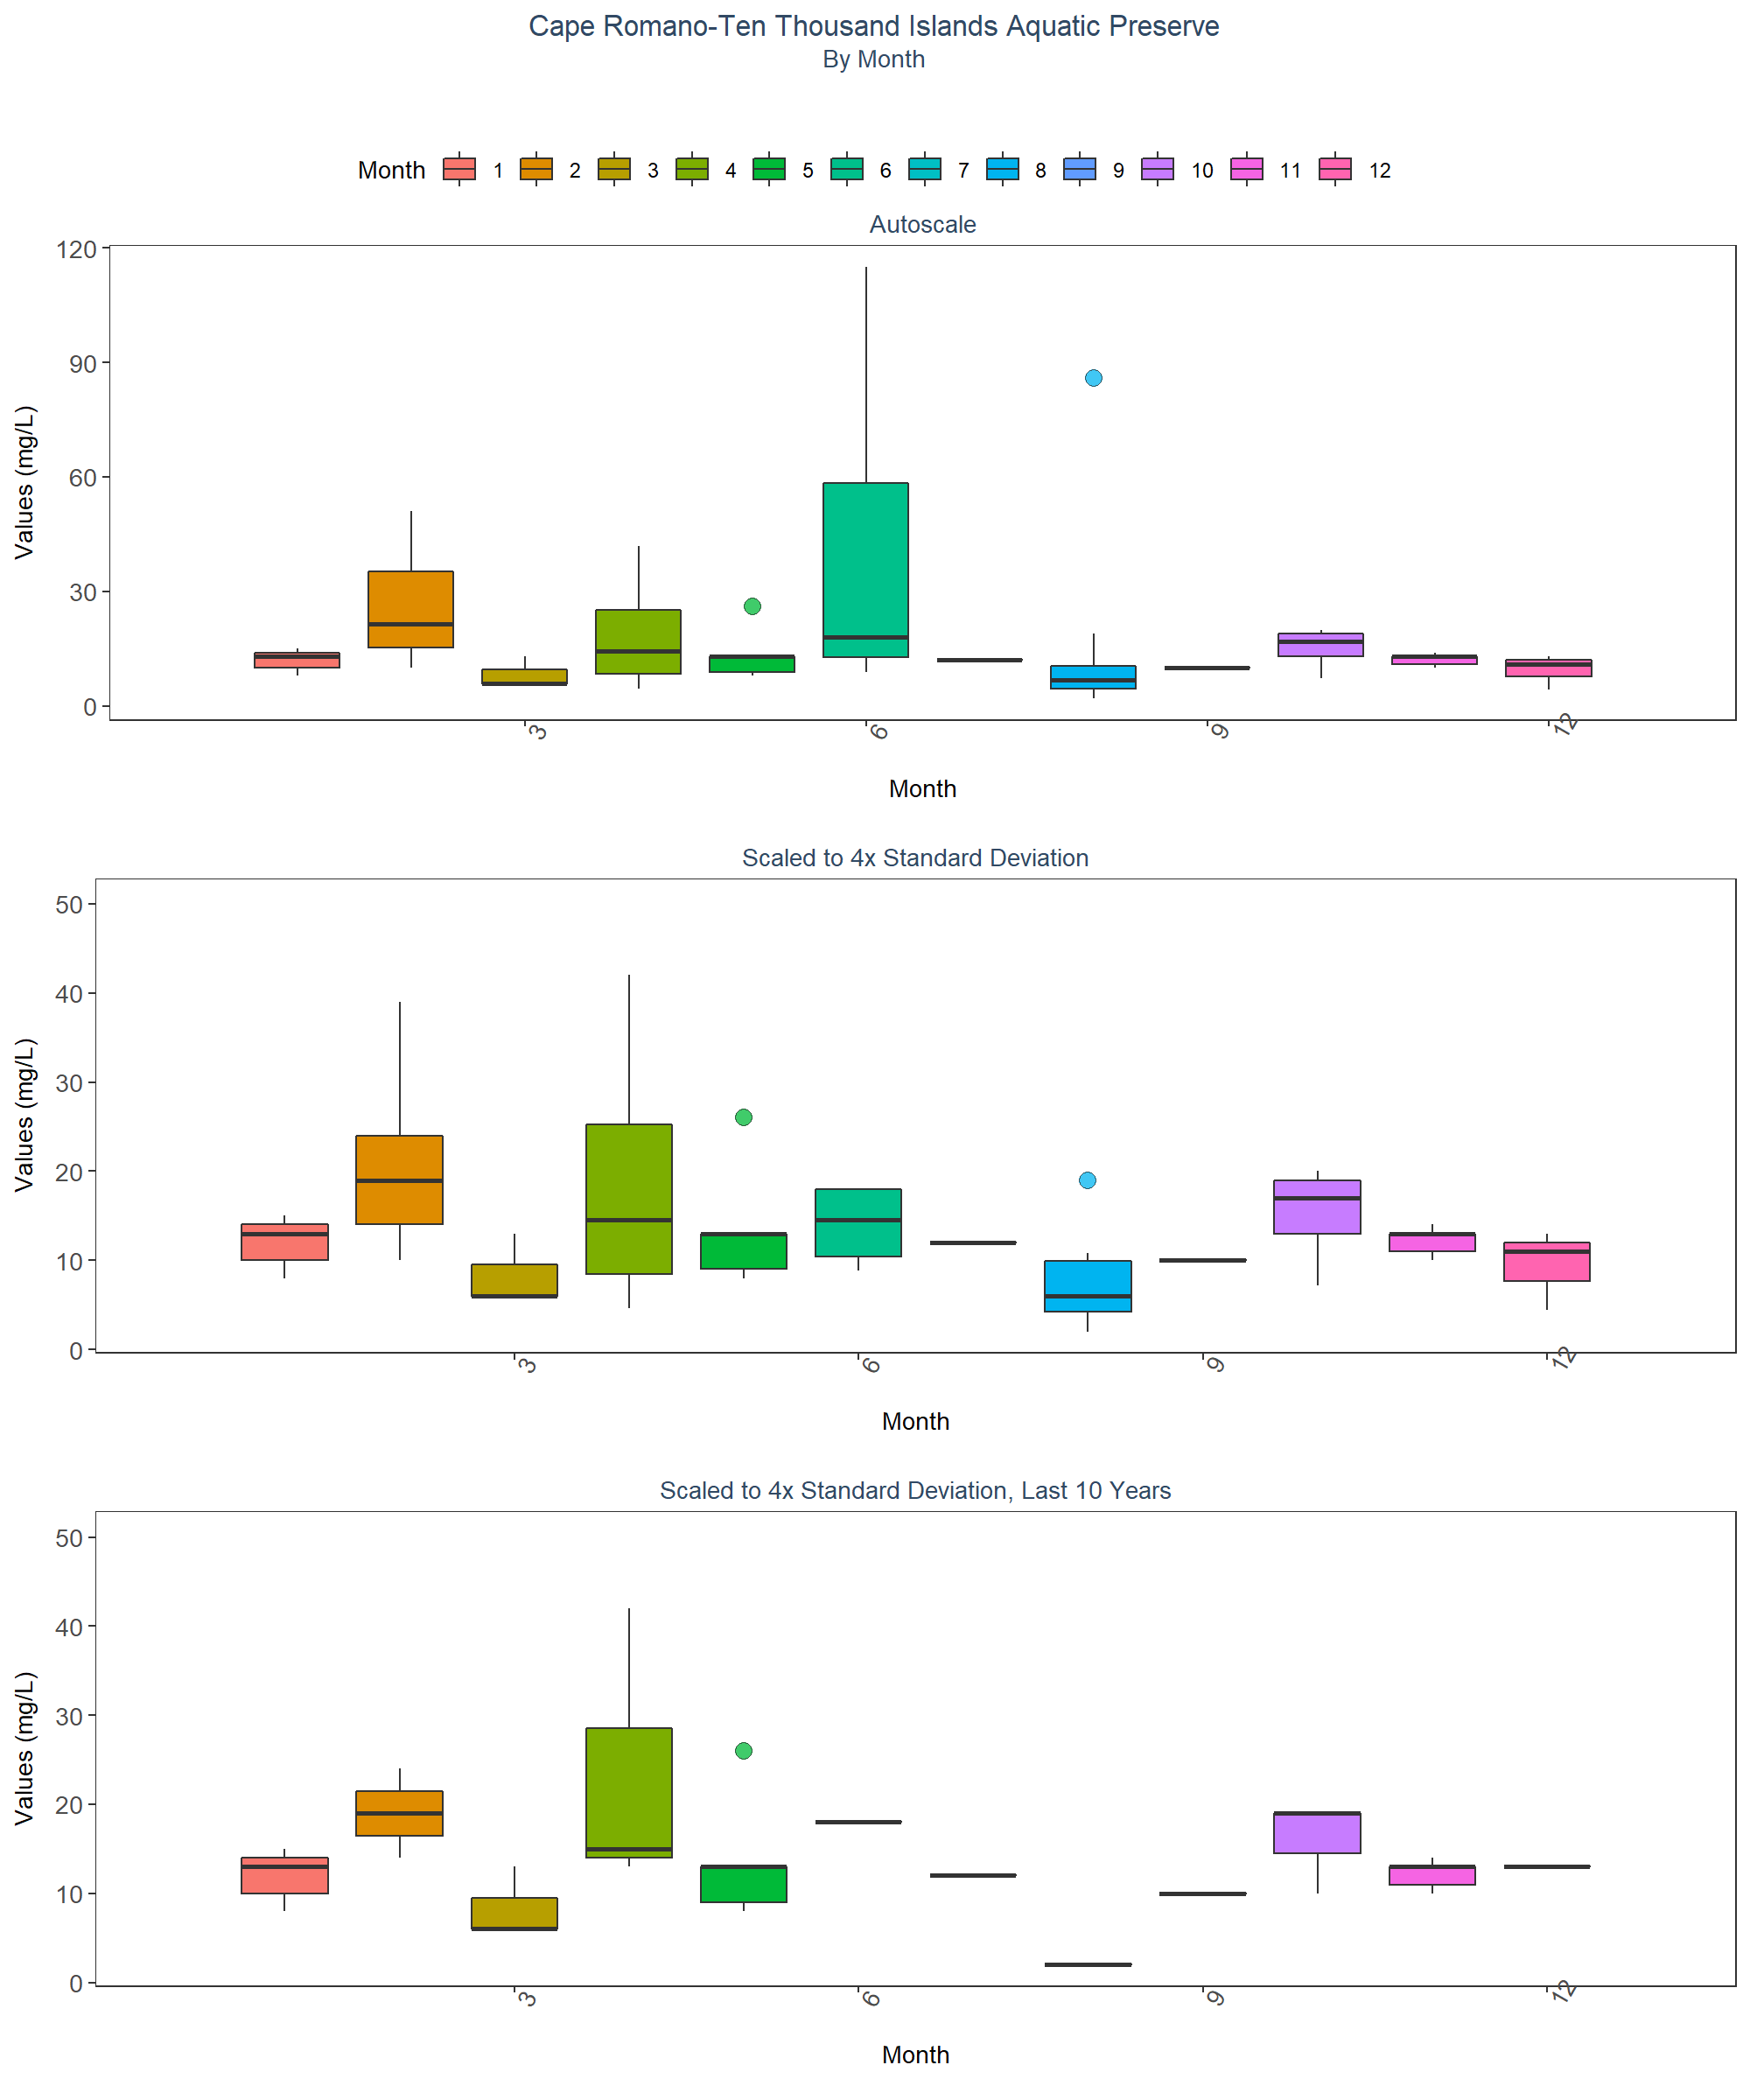 Cape Romano-Ten Thousand Islands Aquatic Preserve
By Month
Month 1 2 3 4 5 6 7 8 9 10 11 12
Autoscale
Values (mg/L)
120
90
60
30
0
3 6 9 12
Month
Scaled to 4x Standard Deviation
Values (mg/L)
50
40
30
20
10
0
3 6 9 12
Month
Scaled to 4x Standard Deviation, Last 10 Years
Values (mg/L)
50
40
30
20
10
0
3 6 9 12
Month